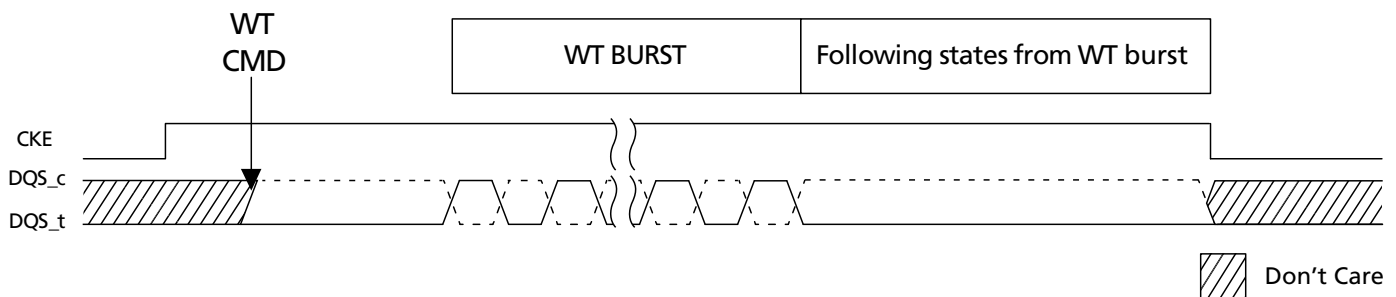 WT
CMD
WT BURST
Following states from WT burst
CKE
DQS_c
DQS_t
Don't Care